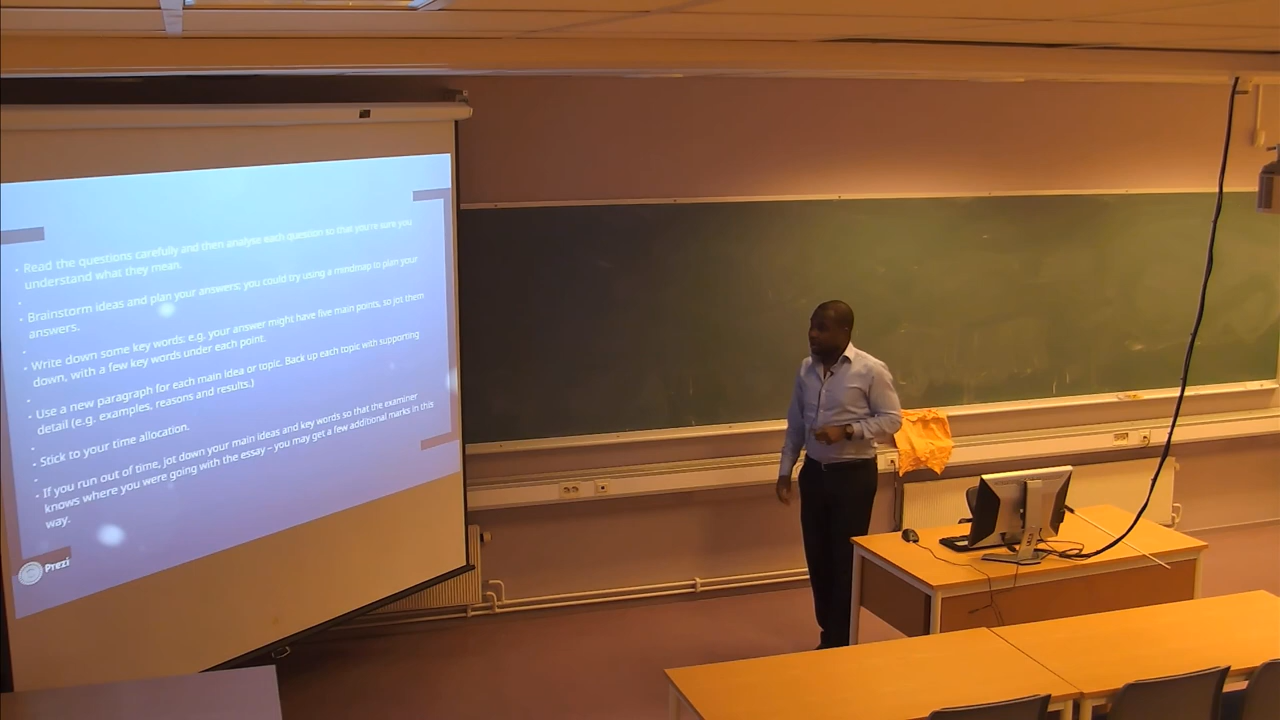 Read the questions carefully and then analyse each question so that you're sure you
understand what they mean.
Brainstorm ideas and plan your answers; you could try using a mindmap to plan your
answers.
Write down some key words: e.g. your answer might have five main points, so jot them
down, with a few key words under each point.
Use a new paragraph for each main idea or topic. Back up each topic with supporting
detail (e.g. examples, reasons and results.)
Stick to your time allocation.
If you run out of time, jot down your main ideas and key words so that the examiner
knows where you were going with the essay – you may get a few additional marks in this
way.
Prezi